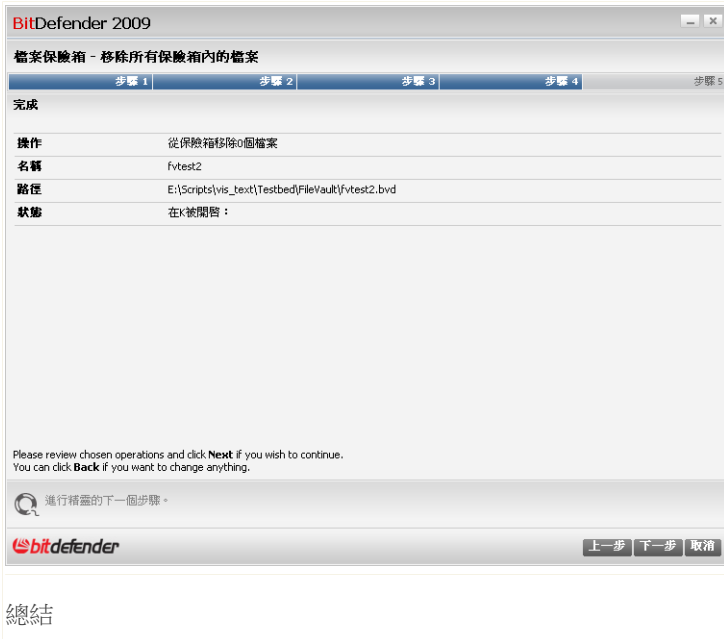 BitDefender 2009
檔案保險箱 - 移除所有保險箱內的檔案
步驟 1 步驟 2 步驟 3 步驟 4 步驟 5
完成
操作 從保險箱移除0個檔案
名稱 fvtest2
路徑 E:\Scripts\vis_text\Testbed\FileVault\fvtest2.bvd
狀態 在K被開啓：
Please review chosen operations and click Next if you wish to continue.
You can click Back if you want to change anything.
進行精靈的下一個步驟。
bitdefender
上一步 下一步 取消
總結